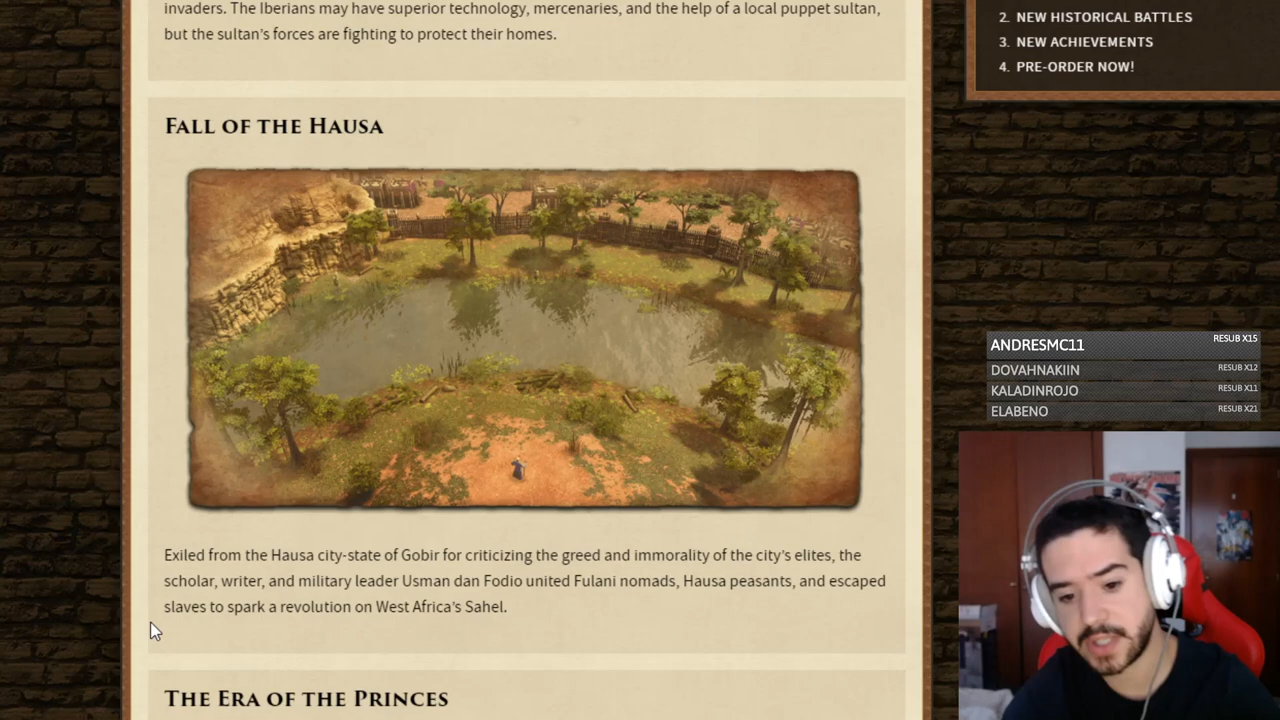 invaders. The Iberians may have superior technology, mercenaries, and the help of a local puppet sultan,
but the sultan’s forces are fighting to protect their homes.
Fall of the Hausa
Exiled from the Hausa city-state of Gobir for criticizing the greed and immorality of the city’s elites, the
scholar, writer, and military leader Usman dan Fodio united Fulani nomads, Hausa peasants, and escaped
slaves to spark a revolution on West Africa’s Sahel.
The Era of the Princes
2. NEW HISTORICAL BATTLES
3. NEW ACHIEVEMENTS
4. PRE-ORDER NOW!
ANDRESMC11 RESUB X15
DOVAHNAKIIN RESUB X12
KALADINROJO RESUB X11
ELABENO RESUB X21